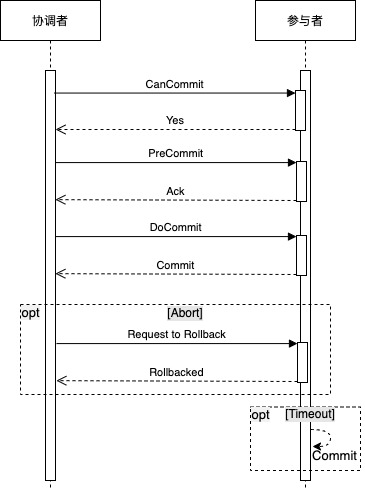 协调者
参与者
CanCommit
Yes
PreCommit
Ack
DoCommit
Commit
opt
[Abort]
Request to Rollback
Rollbacked
opt
[Timeout]
Commit